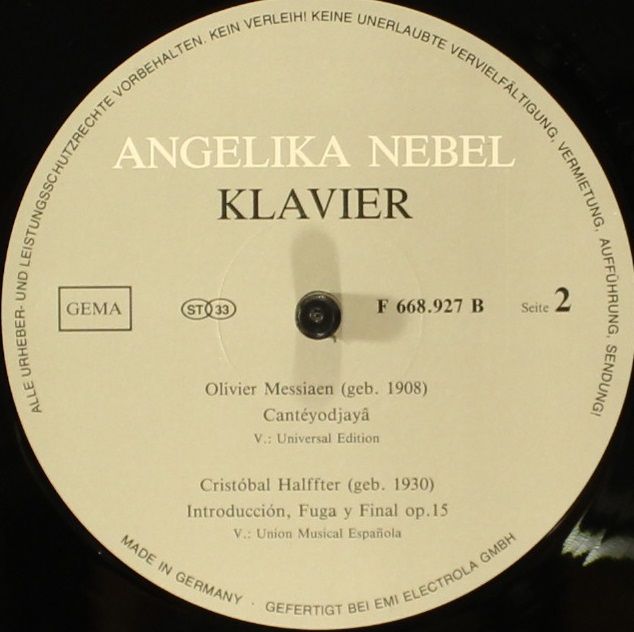 ALLE URHEBER- UND LEISTUNGSSCHUTZRECHTE VORBEHALTEN. KEIN VERLEIH! KEINE UNERLAUBTE VERVIELFÄLTIGUNG, VERMIETUNG, AUFFÜHRUNG, SENDUNG!
ANGELIKA NEBEL
KLAVIER
GEMA
ST 33
F 668.927 B
Seite 2
Olivier Messiaen (geb. 1908)
Cantéyodjayâ
V.: Universal Edition
Cristóbal Halffter (geb. 1930)
Introducción, Fuga y Final op.15
V.: Union Musical Española
MADE IN GERMANY · GEFERTIGT BEI EMI ELECTROLA GMBH